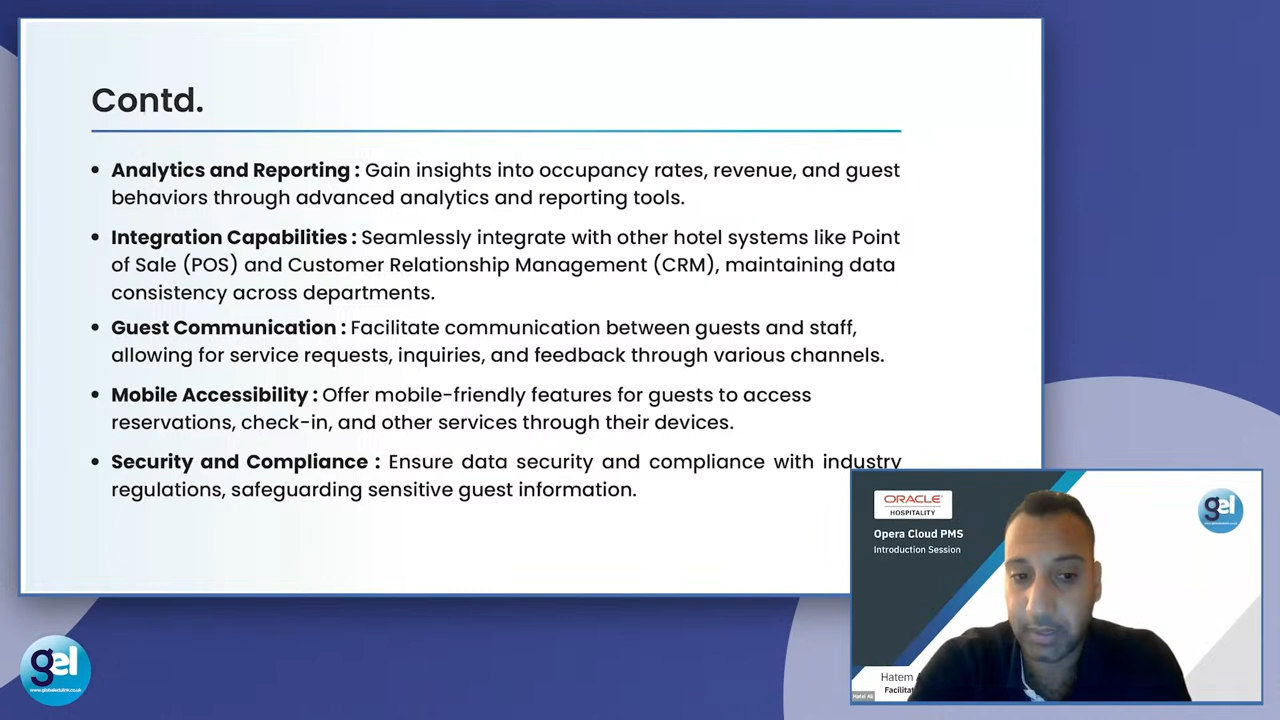 Contd.
• Analytics and Reporting : Gain insights into occupancy rates, revenue, and guest
behaviors through advanced analytics and reporting tools.
• Integration Capabilities : Seamlessly integrate with other hotel systems like Point
of Sale (POS) and Customer Relationship Management (CRM), maintaining data
consistency across departments.
• Guest Communication : Facilitate communication between guests and staff,
allowing for service requests, inquiries, and feedback through various channels.
• Mobile Accessibility : Offer mobile-friendly features for guests to access
reservations, check-in, and other services through their devices.
• Security and Compliance : Ensure data security and compliance with industry
regulations, safeguarding sensitive guest information.
ORACLE
HOSPITALITY
Opera Cloud PMS
Introduction Session
gel
Hatem
gel
www.globaledulink.co.uk